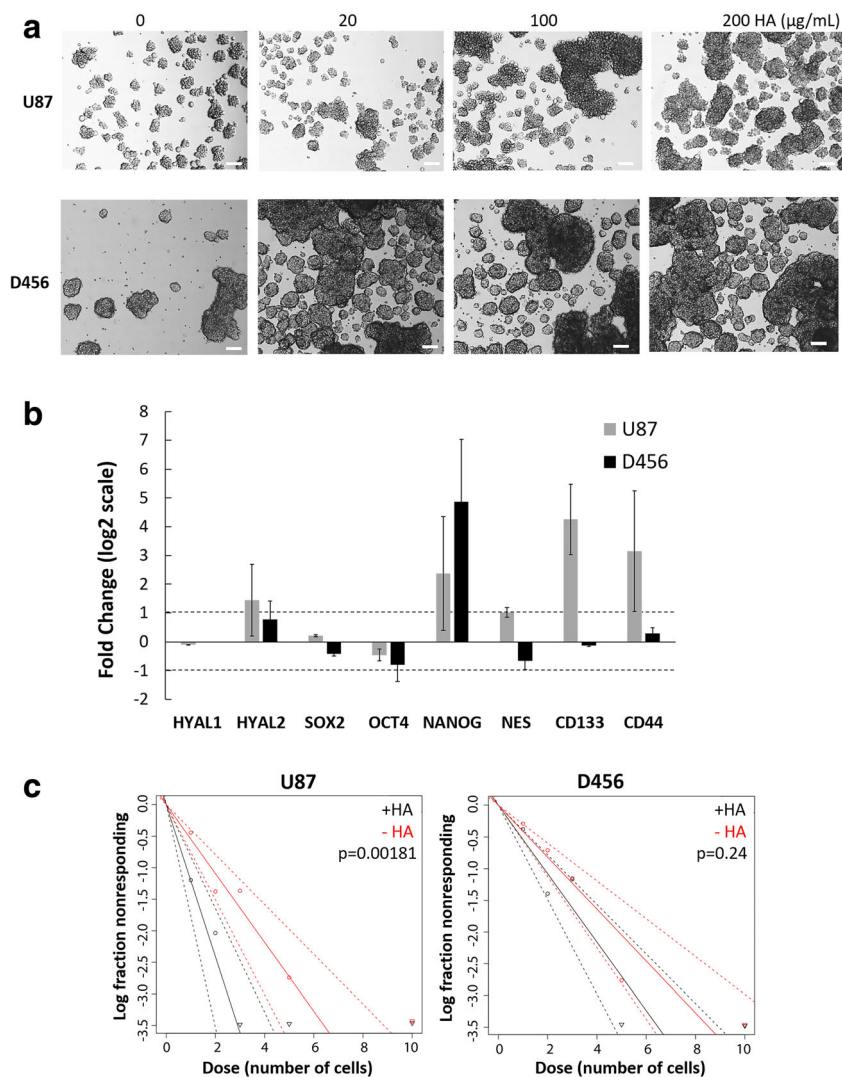 a
0 20 100 200 HA (µg/mL)
U87
D456
b
Fold Change (log2 scale)
8
7
6
5
4
3
2
1
0
-1
-2
U87
D456
HYAL1 HYAL2 SOX2 OCT4 NANOG NES CD133 CD44
c
U87
Log fraction nonresponding
0.0
-0.5
-1.0
-1.5
-2.0
-2.5
-3.0
-3.5
+HA
- HA
p=0.00181
0 2 4 6 8 10
Dose (number of cells)
D456
Log fraction nonresponding
0.0
-0.5
-1.0
-1.5
-2.0
-2.5
-3.0
-3.5
+HA
- HA
p=0.24
0 2 4 6 8 10
Dose (number of cells)